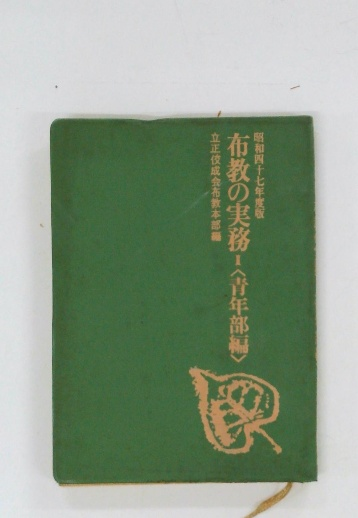 昭和四十七年度版
布教の実務Ⅰ〈青年部編〉
立正佼成会布教本部編